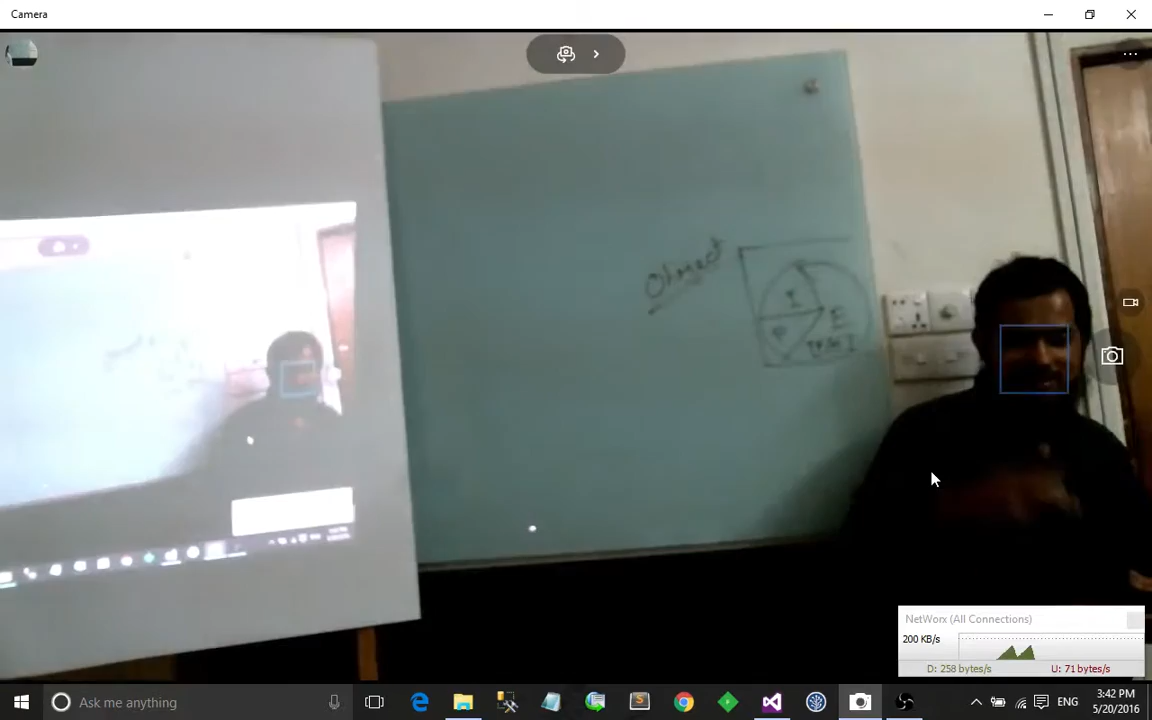 Camera
Object
I
E
P
NetWorx (All Connections)
200 KB/s
D: 258 bytes/s U: 71 bytes/s
Ask me anything
ENG
3:42 PM
5/20/2016